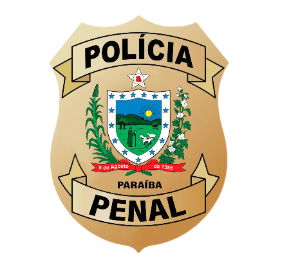 POLÍCIA
5 de Agosto de 1585
PARAÍBA
PENAL